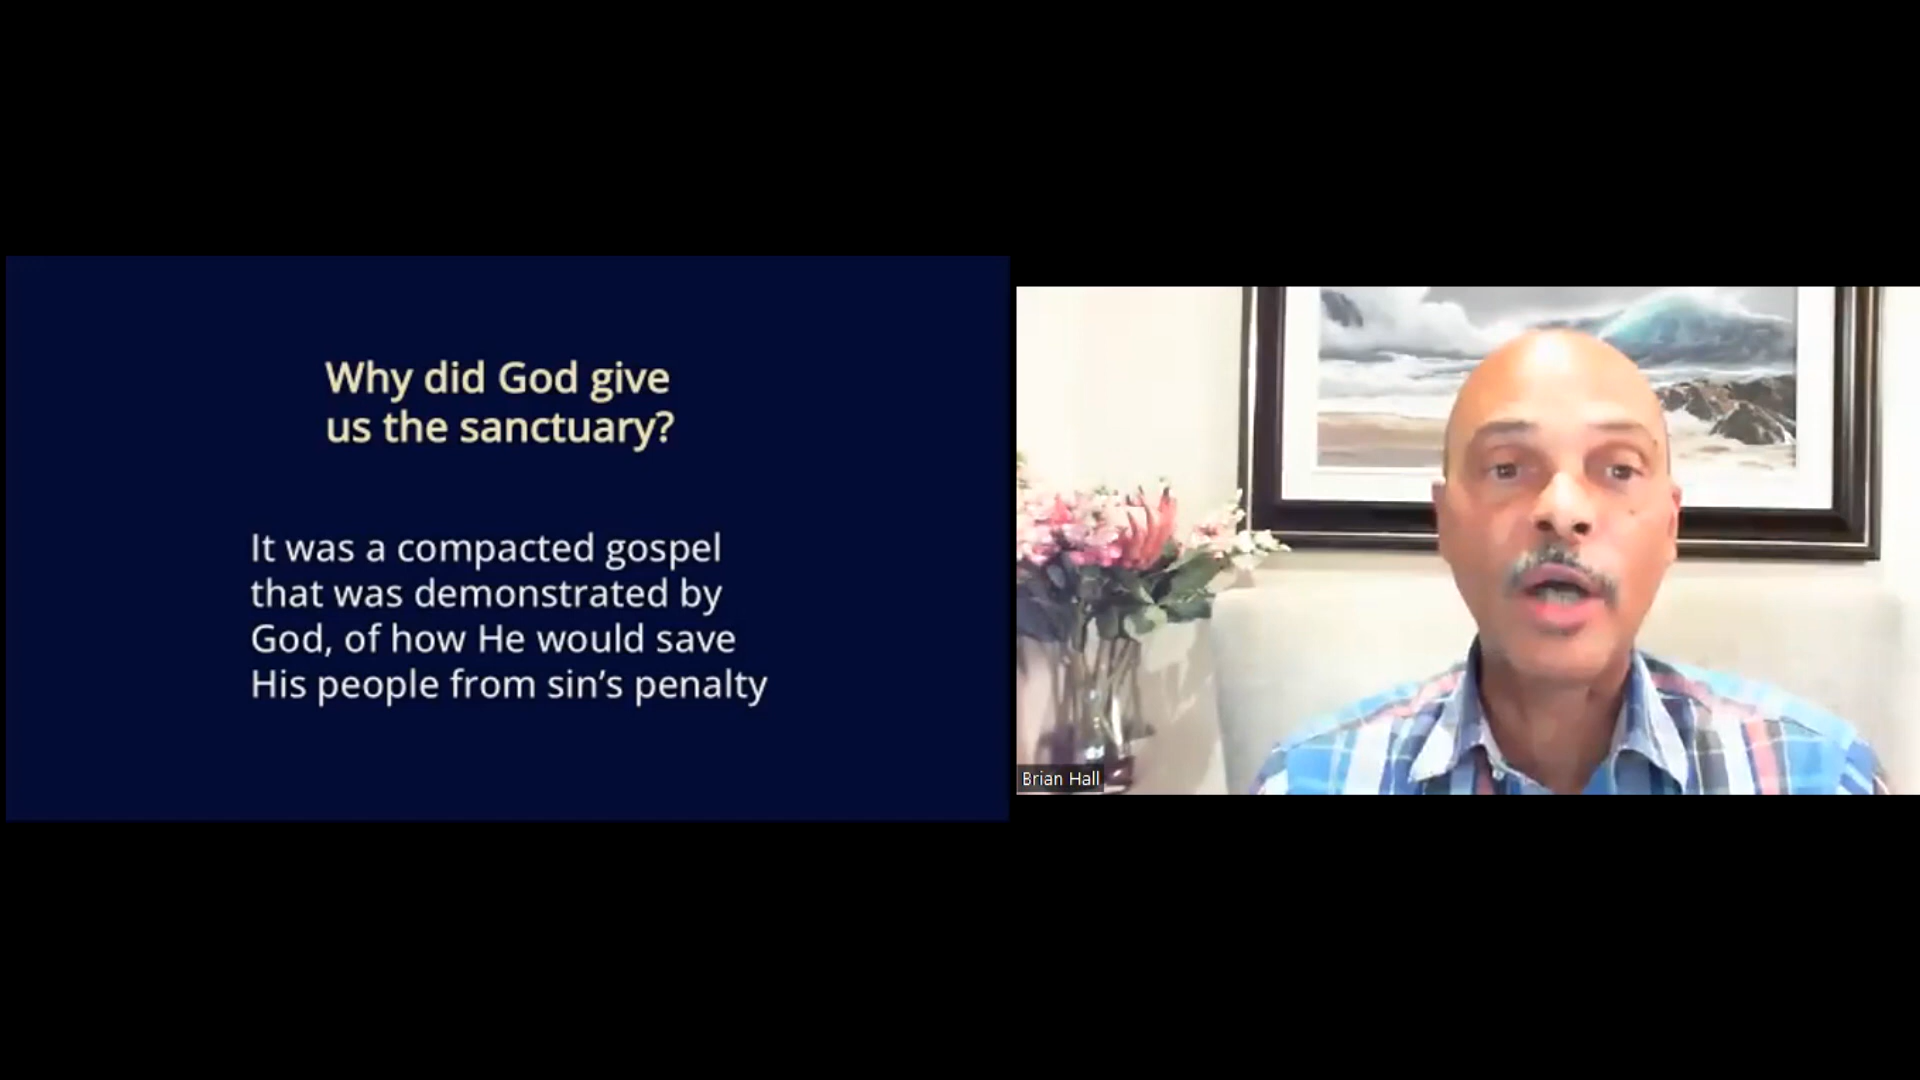 Why did God give
us the sanctuary?
It was a compacted gospel
that was demonstrated by
God, of how He would save
His people from sin’s penalty
Brian Hall